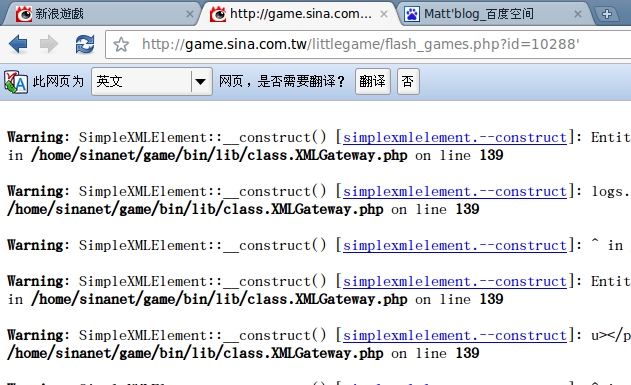 新浪遊戲
http://game.sina.com...
Matt'blog_百度空间
http://game.sina.com.tw/littlegame/flash_games.php?id=10288'
此网页为 英文 网页，是否需要翻译？ 翻译 否
Warning: SimpleXMLElement::__construct() [simplexmlelement.--construct]: Entit
in /home/sinanet/game/bin/lib/class.XMLGateway.php on line 139
Warning: SimpleXMLElement::__construct() [simplexmlelement.--construct]: logs.
/home/sinanet/game/bin/lib/class.XMLGateway.php on line 139
Warning: SimpleXMLElement::__construct() [simplexmlelement.--construct]: ^ in
Warning: SimpleXMLElement::__construct() [simplexmlelement.--construct]: Entit
in /home/sinanet/game/bin/lib/class.XMLGateway.php on line 139
Warning: SimpleXMLElement::__construct() [simplexmlelement.--construct]: u></p
/home/sinanet/game/bin/lib/class.XMLGateway.php on line 139